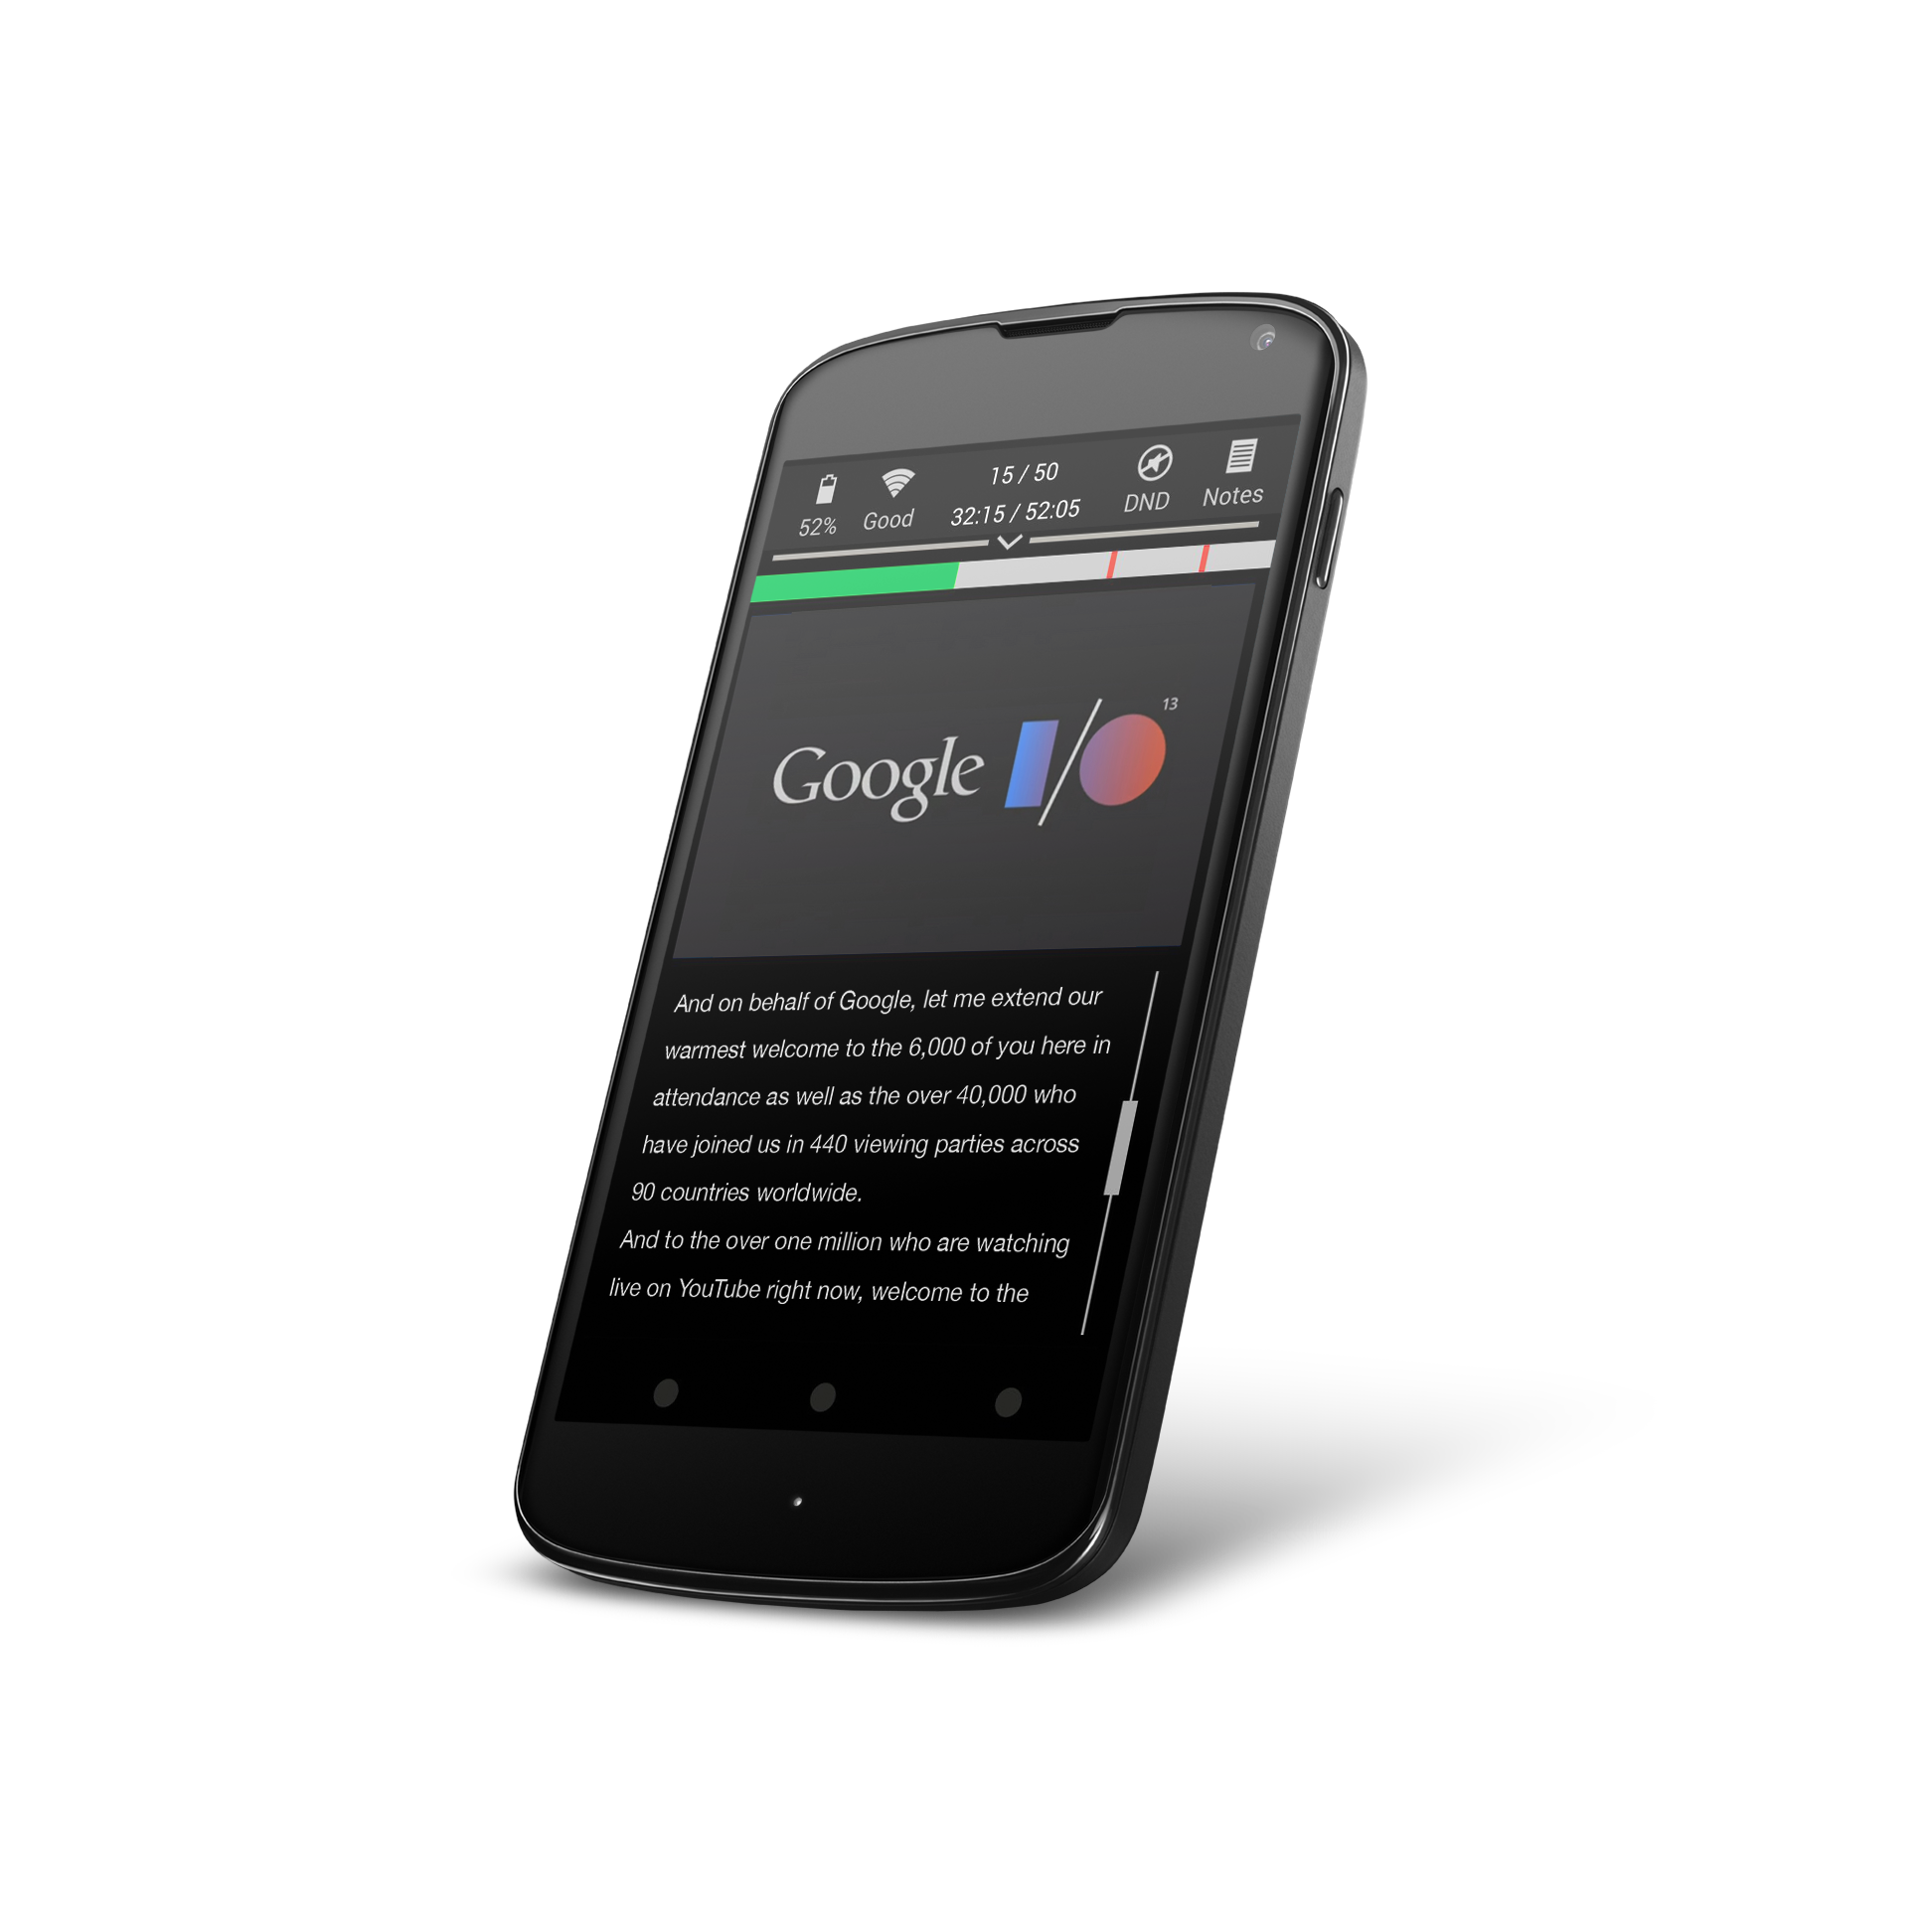 15 / 50
52% Good 32:15 / 52:05 DND Notes
Google I/O 13
And on behalf of Google, let me extend our
warmest welcome to the 6,000 of you here in
attendance as well as the over 40,000 who
have joined us in 440 viewing parties across
90 countries worldwide.
And to the over one million who are watching
live on YouTube right now, welcome to the